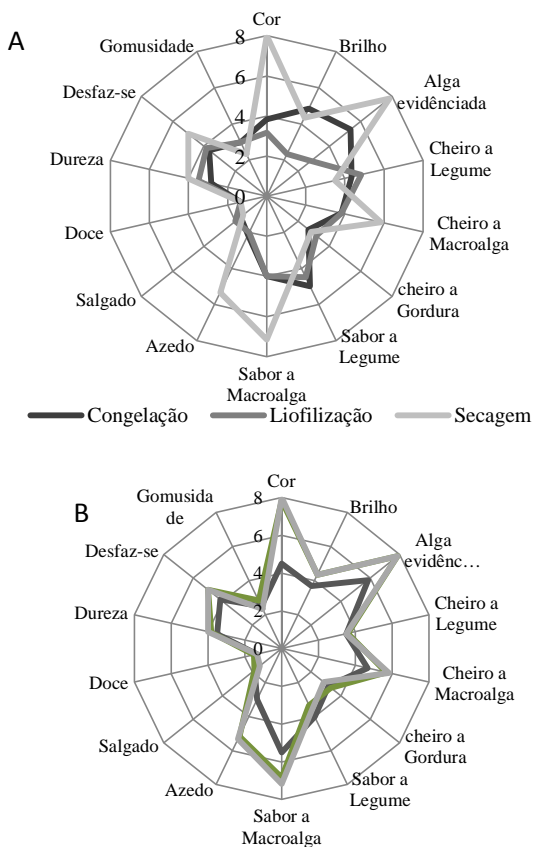 A
Cor
Brilho
Alga
evidênciada
Cheiro a
Legume
Cheiro a
Macroalga
cheiro a
Gordura
Sabor a
Legume
Sabor a
Macroalga
Azedo
Salgado
Doce
Dureza
Desfaz-se
Gomusidade
8
6
4
2
0
Congelação Liofilização Secagem
B
Cor
Brilho
Alga
evidênc…
Cheiro a
Legume
Cheiro a
Macroalga
cheiro a
Gordura
Sabor a
Legume
Sabor a
Macroalga
Azedo
Salgado
Doce
Dureza
Desfaz-se
Gomusida
de
8
6
4
2
0